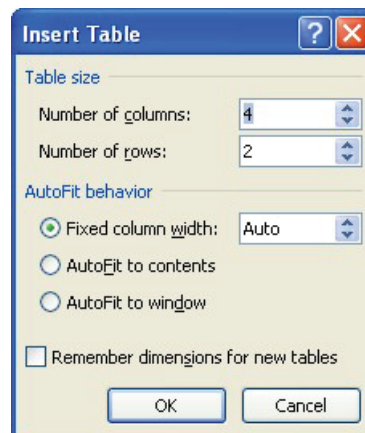 Insert Table
Table size
Number of columns: 4
Number of rows: 2
AutoFit behavior
Fixed column width: Auto
AutoFit to contents
AutoFit to window
Remember dimensions for new tables
OK Cancel